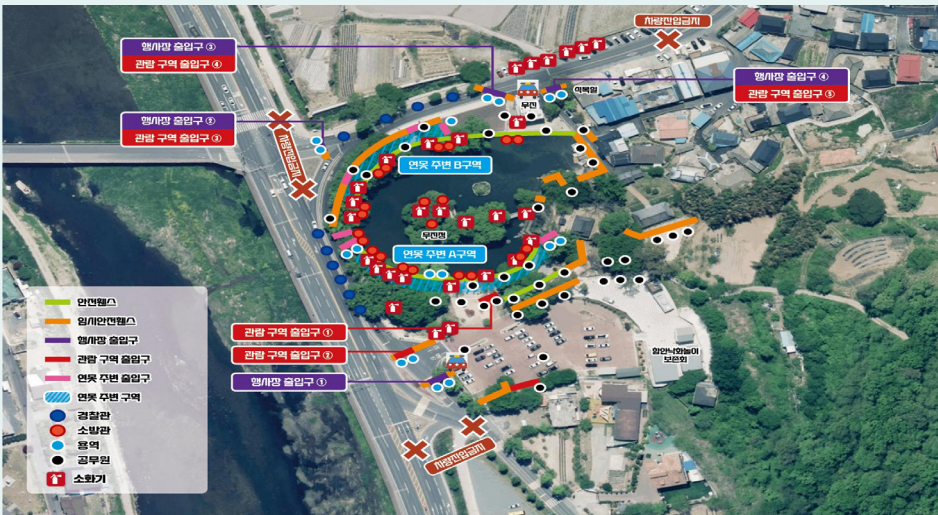 차량진입금지
행사장 출입구 ③
관람 구역 출입구 ④
무진
식목일
행사장 출입구 ④
관람 구역 출입구 ⑤
행사장 출입구 ②
관람 구역 출입구 ③
차량진입금지
연못 주변 B구역
무진정
연못 주변 A구역
관람 구역 출입구 ①
관람 구역 출입구 ②
행사장 출입구 ①
함안낙화놀이
보존회
차량진입금지
안전휀스
임시안전휀스
행사장 출입구
관람 구역 출입구
연못 주변 출입구
연못 주변 구역
경찰관
소방관
용역
공무원
소화기